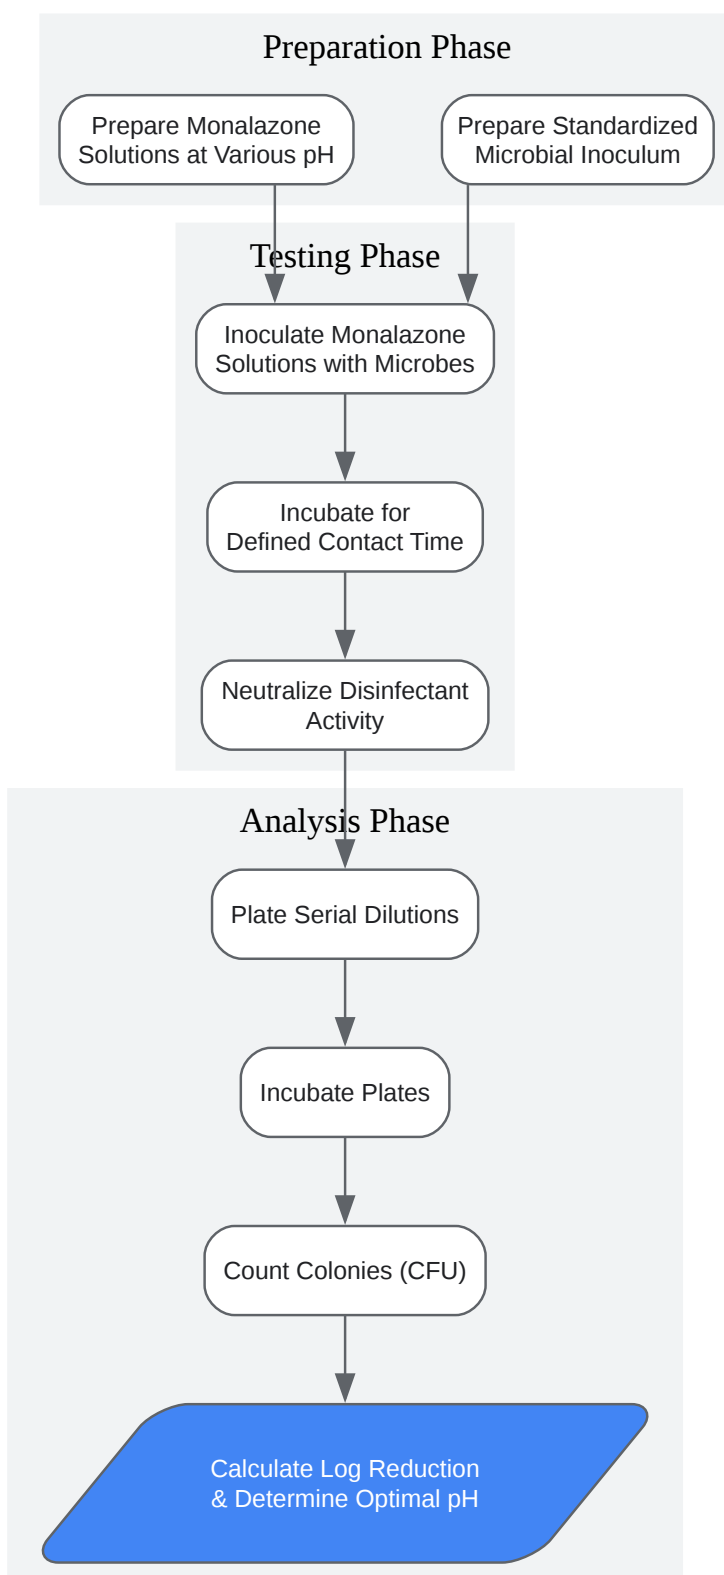 Preparation Phase
Prepare Monalazone
Solutions at Various pH
Prepare Standardized
Microbial Inoculum
Testing Phase
Inoculate Monalazone
Solutions with Microbes
Incubate for
Defined Contact Time
Neutralize Disinfectant
Activity
Analysis Phase
Plate Serial Dilutions
Incubate Plates
Count Colonies (CFU)
Calculate Log Reduction
& Determine Optimal pH